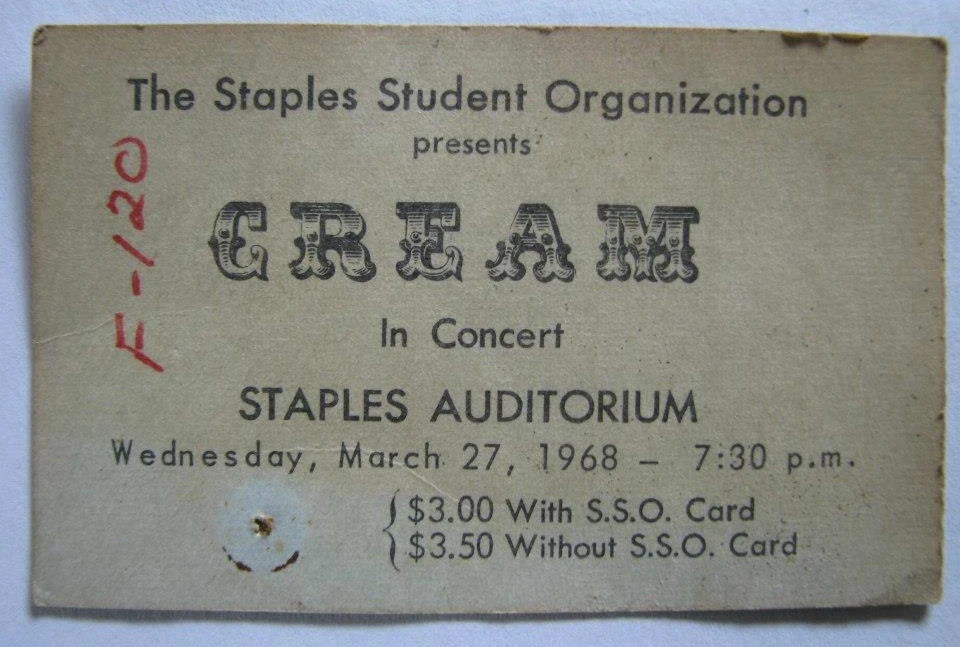 The Staples Student Organization
presents
CREAM
In Concert
STAPLES AUDITORIUM
Wednesday, March 27, 1968 – 7:30 p.m.
$3.00 With S.S.O. Card
$3.50 Without S.S.O. Card
F-120